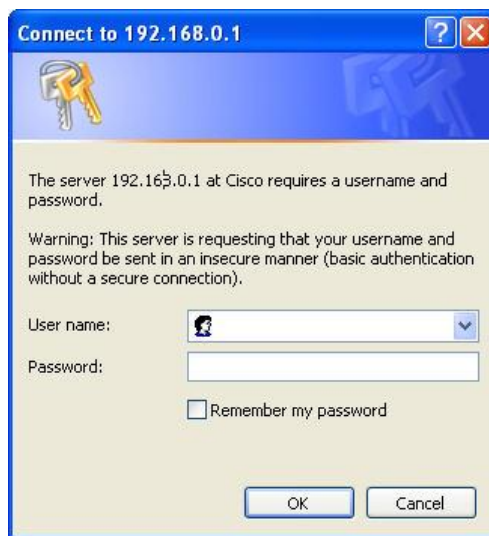 Connect to 192.168.0.1
The server 192.168.0.1 at Cisco requires a username and
password.
Warning: This server is requesting that your username and
password be sent in an insecure manner (basic authentication
without a secure connection).
User name:
Password:
Remember my password
OK
Cancel